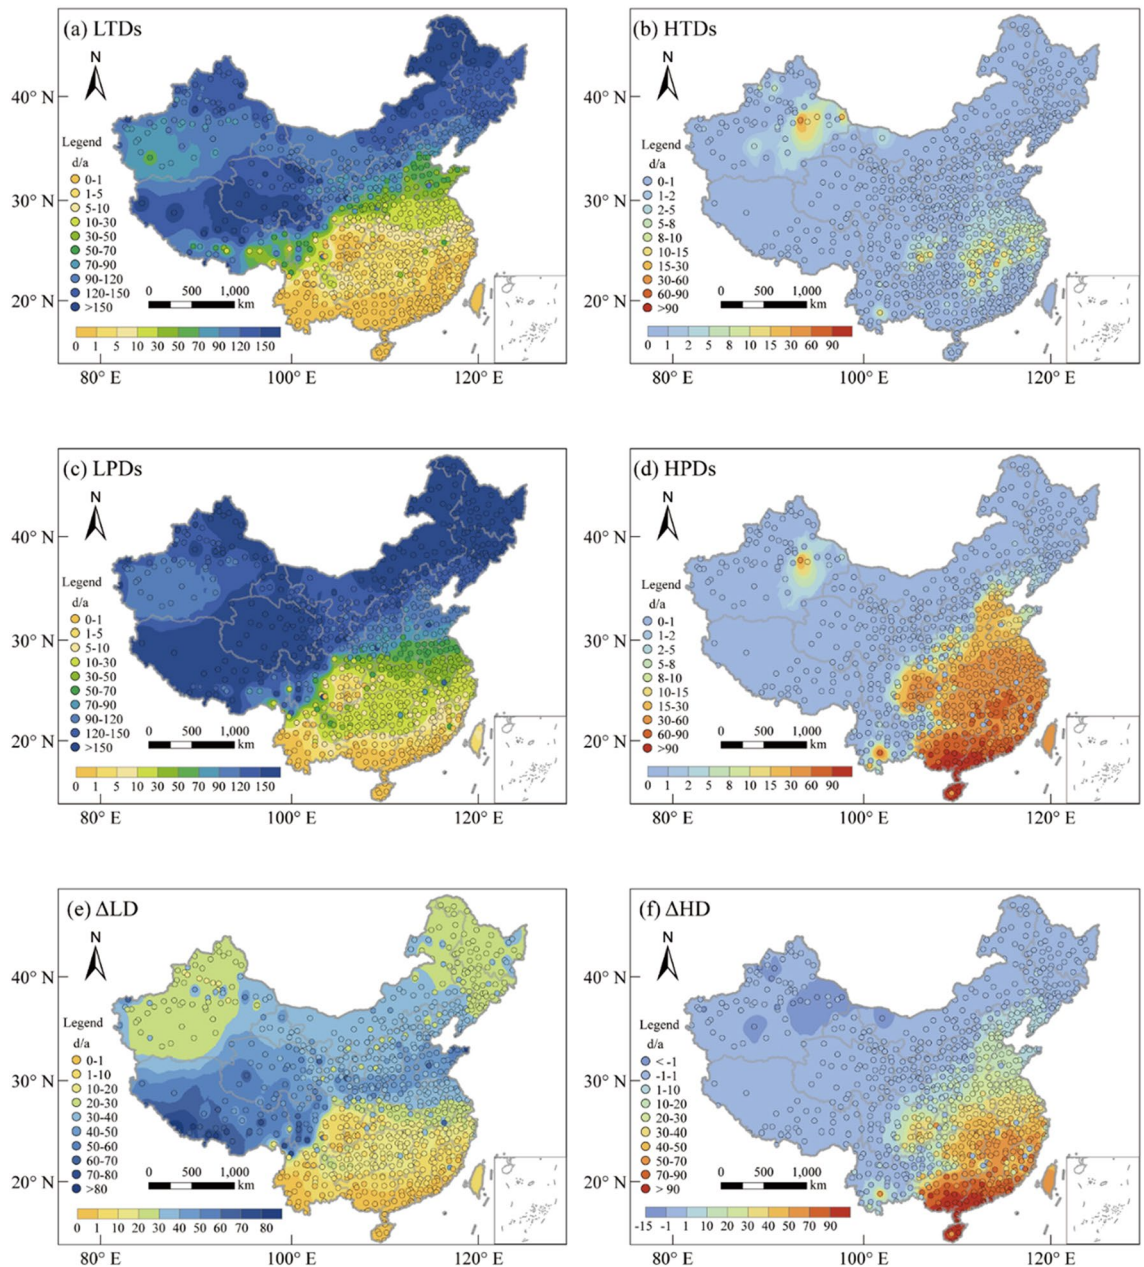 (a) LTDs
N
40° N
30° N
20° N
Legend
d/a
0-1
1-5
5-10
10-30
30-50
50-70
70-90
90-120
120-150
>150
0 500 1,000
km
0 1 5 10 30 50 70 90 120 150
80° E 100° E 120° E
(b) HTDs
N
40° N
30° N
20° N
Legend
d/a
0-1
1-2
2-5
5-8
8-10
10-15
15-30
30-60
60-90
>90
0 500 1,000
km
0 1 2 5 8 10 15 30 60 90
80° E 100° E 120° E
(c) LPDs
N
40° N
30° N
20° N
Legend
d/a
0-1
1-5
5-10
10-30
30-50
50-70
70-90
90-120
120-150
>150
0 500 1,000
km
0 1 5 10 30 50 70 90 120 150
80° E 100° E 120° E
(d) HPDs
N
40° N
30° N
20° N
Legend
d/a
0-1
1-2
2-5
5-8
8-10
10-15
15-30
30-60
60-90
>90
0 500 1,000
km
0 1 2 5 8 10 15 30 60 90
80° E 100° E 120° E
(e) ΔLD
N
40° N
30° N
20° N
Legend
d/a
0-1
1-10
10-20
20-30
30-40
40-50
50-60
60-70
70-80
>80
0 500 1,000
km
0 1 10 20 30 40 50 60 70 80
80° E 100° E 120° E
(f) ΔHD
N
40° N
30° N
20° N
Legend
d/a
< -1
-1-1
1-10
10-20
20-30
30-40
40-50
50-70
70-90
> 90
0 500 1,000
km
-15 -1 1 10 20 30 40 50 70 90
80° E 100° E 120° E